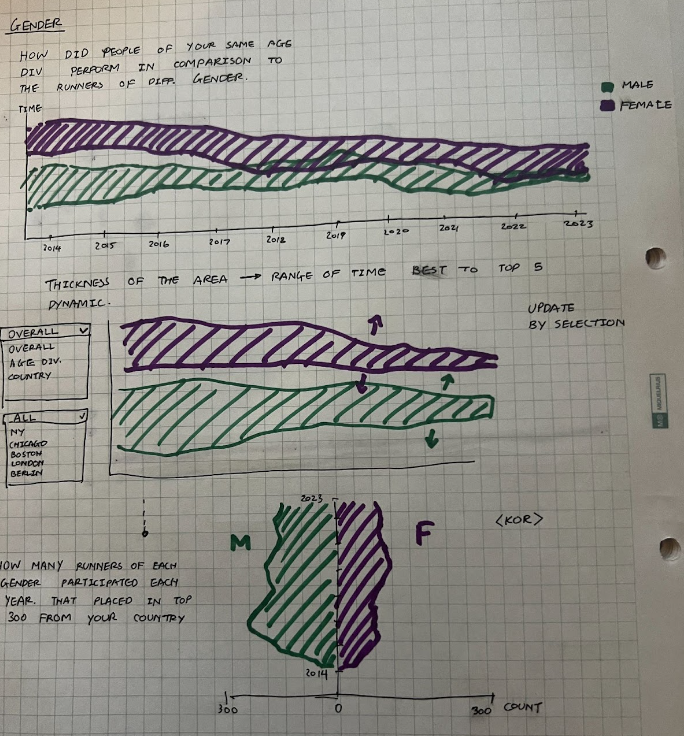 GENDER
HOW DID PEOPLE OF YOUR SAME AGE
DIV PERFORM IN COMPARISON TO
THE RUNNERS OF DIFF. GENDER.
MALE
FEMALE
TIME
2014 2015 2016 2017 2018 2019 2020 2021 2022 2023
THICKNESS OF THE AREA → RANGE OF TIME BEST TO TOP 5
DYNAMIC.
UPDATE
BY SELECTION
OVERALL
OVERALL
AGE DIV.
COUNTRY
ALL
NY
CHICAGO
BOSTON
LONDON
BERLIN
2023
M F <KOR>
HOW MANY RUNNERS OF EACH
GENDER PARTICIPATED EACH
YEAR. THAT PLACED IN TOP
300 FROM YOUR COUNTRY
2014
300 0 300 COUNT